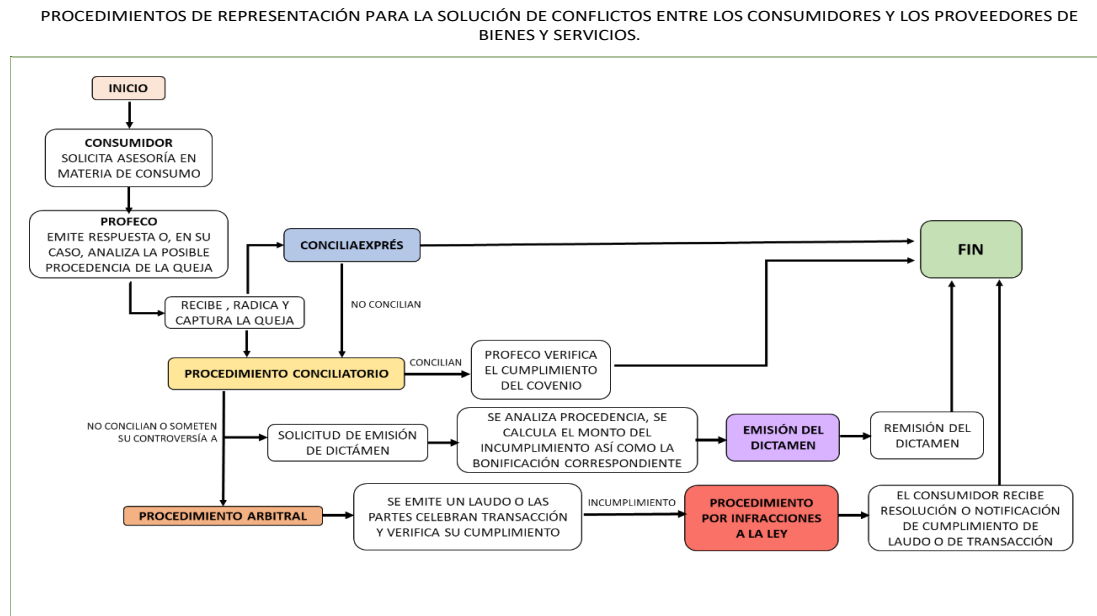 PROCEDIMIENTOS DE REPRESENTACIÓN PARA LA SOLUCIÓN DE CONFLICTOS ENTRE LOS CONSUMIDORES Y LOS PROVEEDORES DE
BIENES Y SERVICIOS.
INICIO
CONSUMIDOR
SOLICITA ASESORÍA EN
MATERIA DE CONSUMO
PROFECO
EMITE RESPUESTA O, EN SU
CASO, ANALIZA LA POSIBLE
PROCEDENCIA DE LA QUEJA
CONCILIAEXPRÉS
FIN
RECIBE , RADICA Y
CAPTURA LA QUEJA
NO CONCILIAN
PROCEDIMIENTO CONCILIATORIO
CONCILIAN
PROFECO VERIFICA
EL CUMPLIMIENTO
DEL COVENIO
NO CONCILIAN O SOMETEN
SU CONTROVERSÍA A
SOLICITUD DE EMISIÓN
DE DICTÁMEN
SE ANALIZA PROCEDENCIA, SE
CALCULA EL MONTO DEL
INCUMPLIMIENTO ASÍ COMO LA
BONIFICACIÓN CORRESPONDIENTE
EMISIÓN DEL
DICTAMEN
REMISIÓN DEL
DICTAMEN
PROCEDIMIENTO ARBITRAL
SE EMITE UN LAUDO O LAS
PARTES CELEBRAN TRANSACCIÓN
Y VERIFICA SU CUMPLIMIENTO
INCUMPLIMIENTO
PROCEDIMIENTO
POR INFRACCIONES
A LA LEY
EL CONSUMIDOR RECIBE
RESOLUCIÓN O NOTIFICACIÓN
DE CUMPLIMIENTO DE
LAUDO O DE TRANSACCIÓN